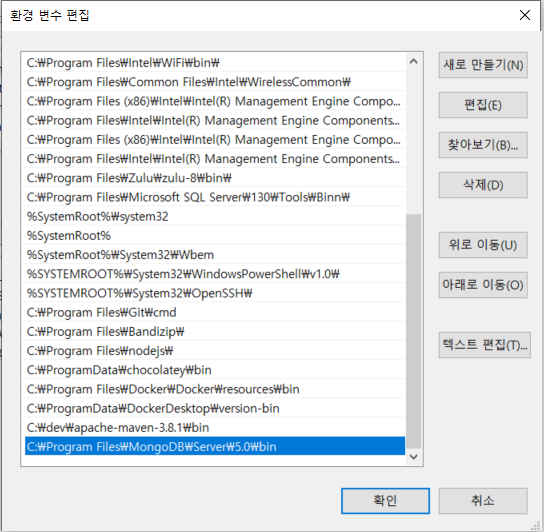 환경 변수 편집
C:₩Program Files₩Intel₩WiFi₩bin₩
C:₩Program Files₩Common Files₩Intel₩WirelessCommon₩
C:₩Program Files (x86)₩Intel₩Intel(R) Management Engine Compo...
C:₩Program Files₩Intel₩Intel(R) Management Engine Components...
C:₩Program Files (x86)₩Intel₩Intel(R) Management Engine Compo...
C:₩Program Files₩Intel₩Intel(R) Management Engine Components...
C:₩Program Files₩Zulu₩zulu-8₩bin₩
C:₩Program Files₩Microsoft SQL Server₩130₩Tools₩Binn₩
%SystemRoot%₩system32
%SystemRoot%
%SystemRoot%₩System32₩Wbem
%SYSTEMROOT%₩System32₩WindowsPowerShell₩v1.0₩
%SYSTEMROOT%₩System32₩OpenSSH₩
C:₩Program Files₩Git₩cmd
C:₩Program Files₩Bandizip₩
C:₩Program Files₩nodejs₩
C:₩ProgramData₩chocolatey₩bin
C:₩Program Files₩Docker₩Docker₩resources₩bin
C:₩ProgramData₩DockerDesktop₩version-bin
C:₩dev₩apache-maven-3.8.1₩bin
C:₩Program Files₩MongoDB₩Server₩5.0₩bin
새로 만들기(N)
편집(E)
찾아보기(B)...
삭제(D)
위로 이동(U)
아래로 이동(O)
텍스트 편집(T)...
확인
취소